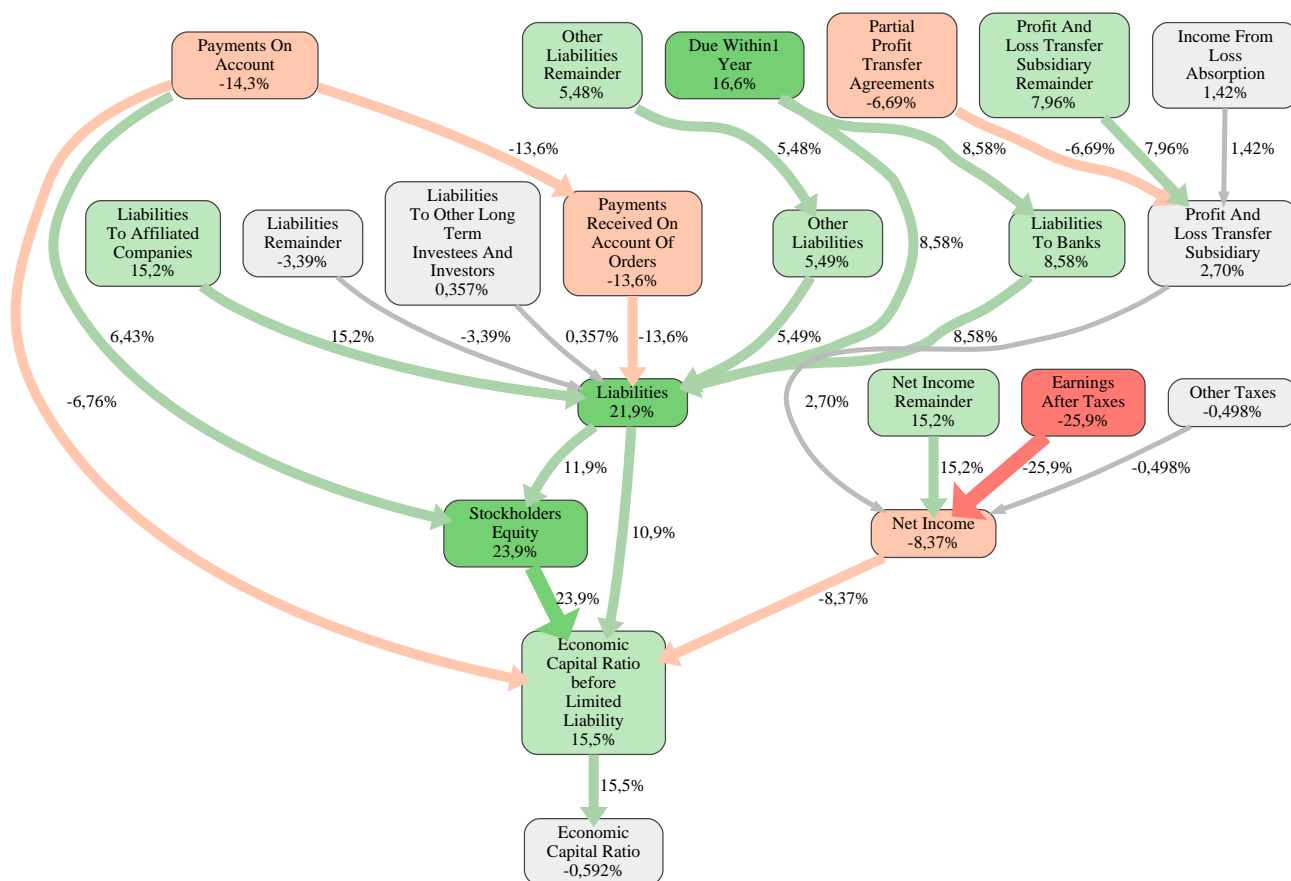 Payments On
Account
-14,3%
Other
Liabilities
Remainder
5,48%
Due Within1
Year
16,6%
Partial
Profit
Transfer
Agreements
-6,69%
Profit And
Loss Transfer
Subsidiary
Remainder
7,96%
Income From
Loss
Absorption
1,42%
-13,6%
5,48%
8,58%
-6,69%
7,96%
1,42%
Liabilities
To Affiliated
Companies
15,2%
Liabilities
Remainder
-3,39%
Liabilities
To Other Long
Term
Investees And
Investors
0,357%
Payments
Received On
Account Of
Orders
-13,6%
Other
Liabilities
5,49%
8,58%
Liabilities
To Banks
8,58%
Profit And
Loss Transfer
Subsidiary
2,70%
6,43%
15,2%
-3,39%
0,357%
-13,6%
5,49%
8,58%
-6,76%
Liabilities
21,9%
2,70%
Net Income
Remainder
15,2%
Earnings
After Taxes
-25,9%
Other Taxes
-0,498%
11,9%
15,2%
-25,9%
-0,498%
Stockholders
Equity
23,9%
10,9%
Net Income
-8,37%
23,9%
-8,37%
Economic
Capital Ratio
before
Limited
Liability
15,5%
15,5%
Economic
Capital Ratio
-0,592%